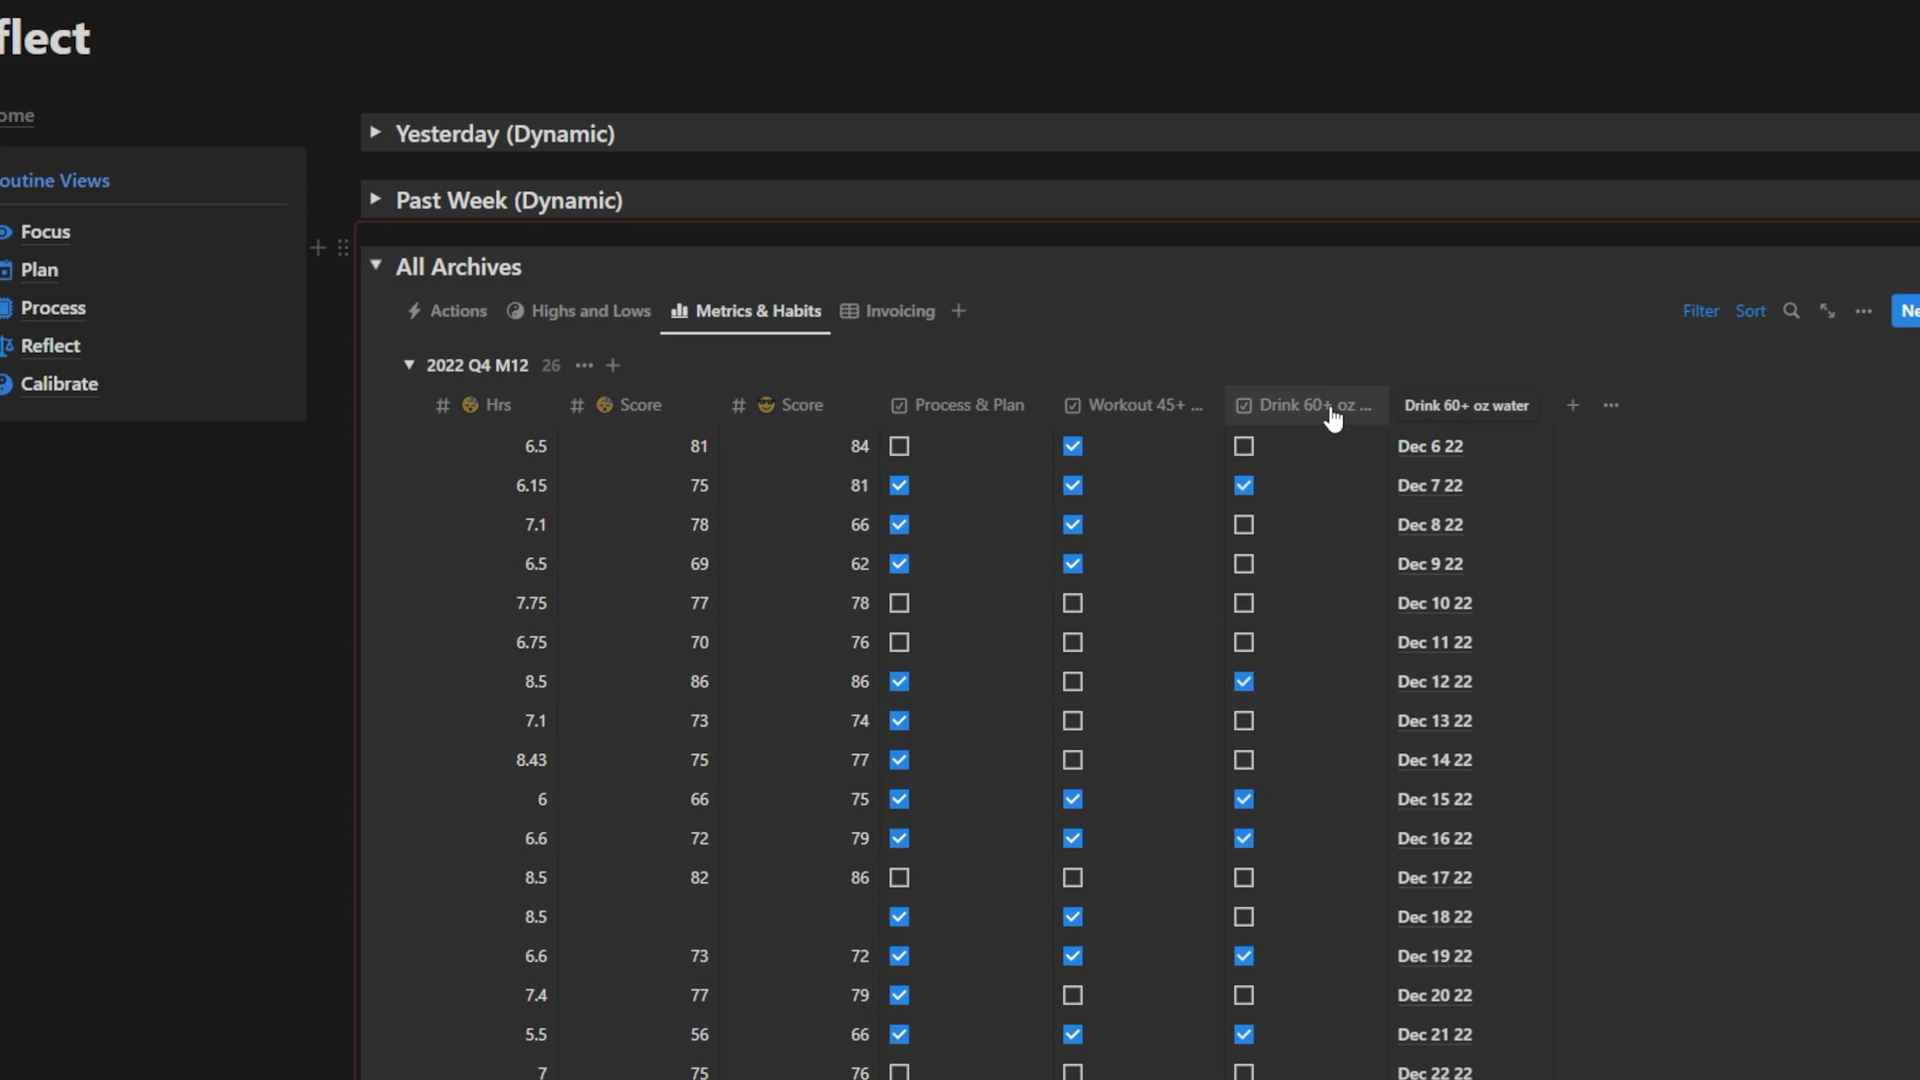 flect
ome
outine Views
Focus
Plan
Process
Reflect
Calibrate
Yesterday (Dynamic)
Past Week (Dynamic)
All Archives
Actions Highs and Lows Metrics & Habits Invoicing + Filter Sort ... Ne
2022 Q4 M12 26 ... +
# Hrs # Score # Score Process & Plan Workout 45+ ... Drink 60+ oz ... Drink 60+ oz water + ...
6.5 81 84 Dec 6 22
6.15 75 81 Dec 7 22
7.1 78 66 Dec 8 22
6.5 69 62 Dec 9 22
7.75 77 78 Dec 10 22
6.75 70 76 Dec 11 22
8.5 86 86 Dec 12 22
7.1 73 74 Dec 13 22
8.43 75 77 Dec 14 22
6 66 75 Dec 15 22
6.6 72 79 Dec 16 22
8.5 82 86 Dec 17 22
8.5 Dec 18 22
6.6 73 72 Dec 19 22
7.4 77 79 Dec 20 22
5.5 56 66 Dec 21 22
7 75 76 Dec 22 22